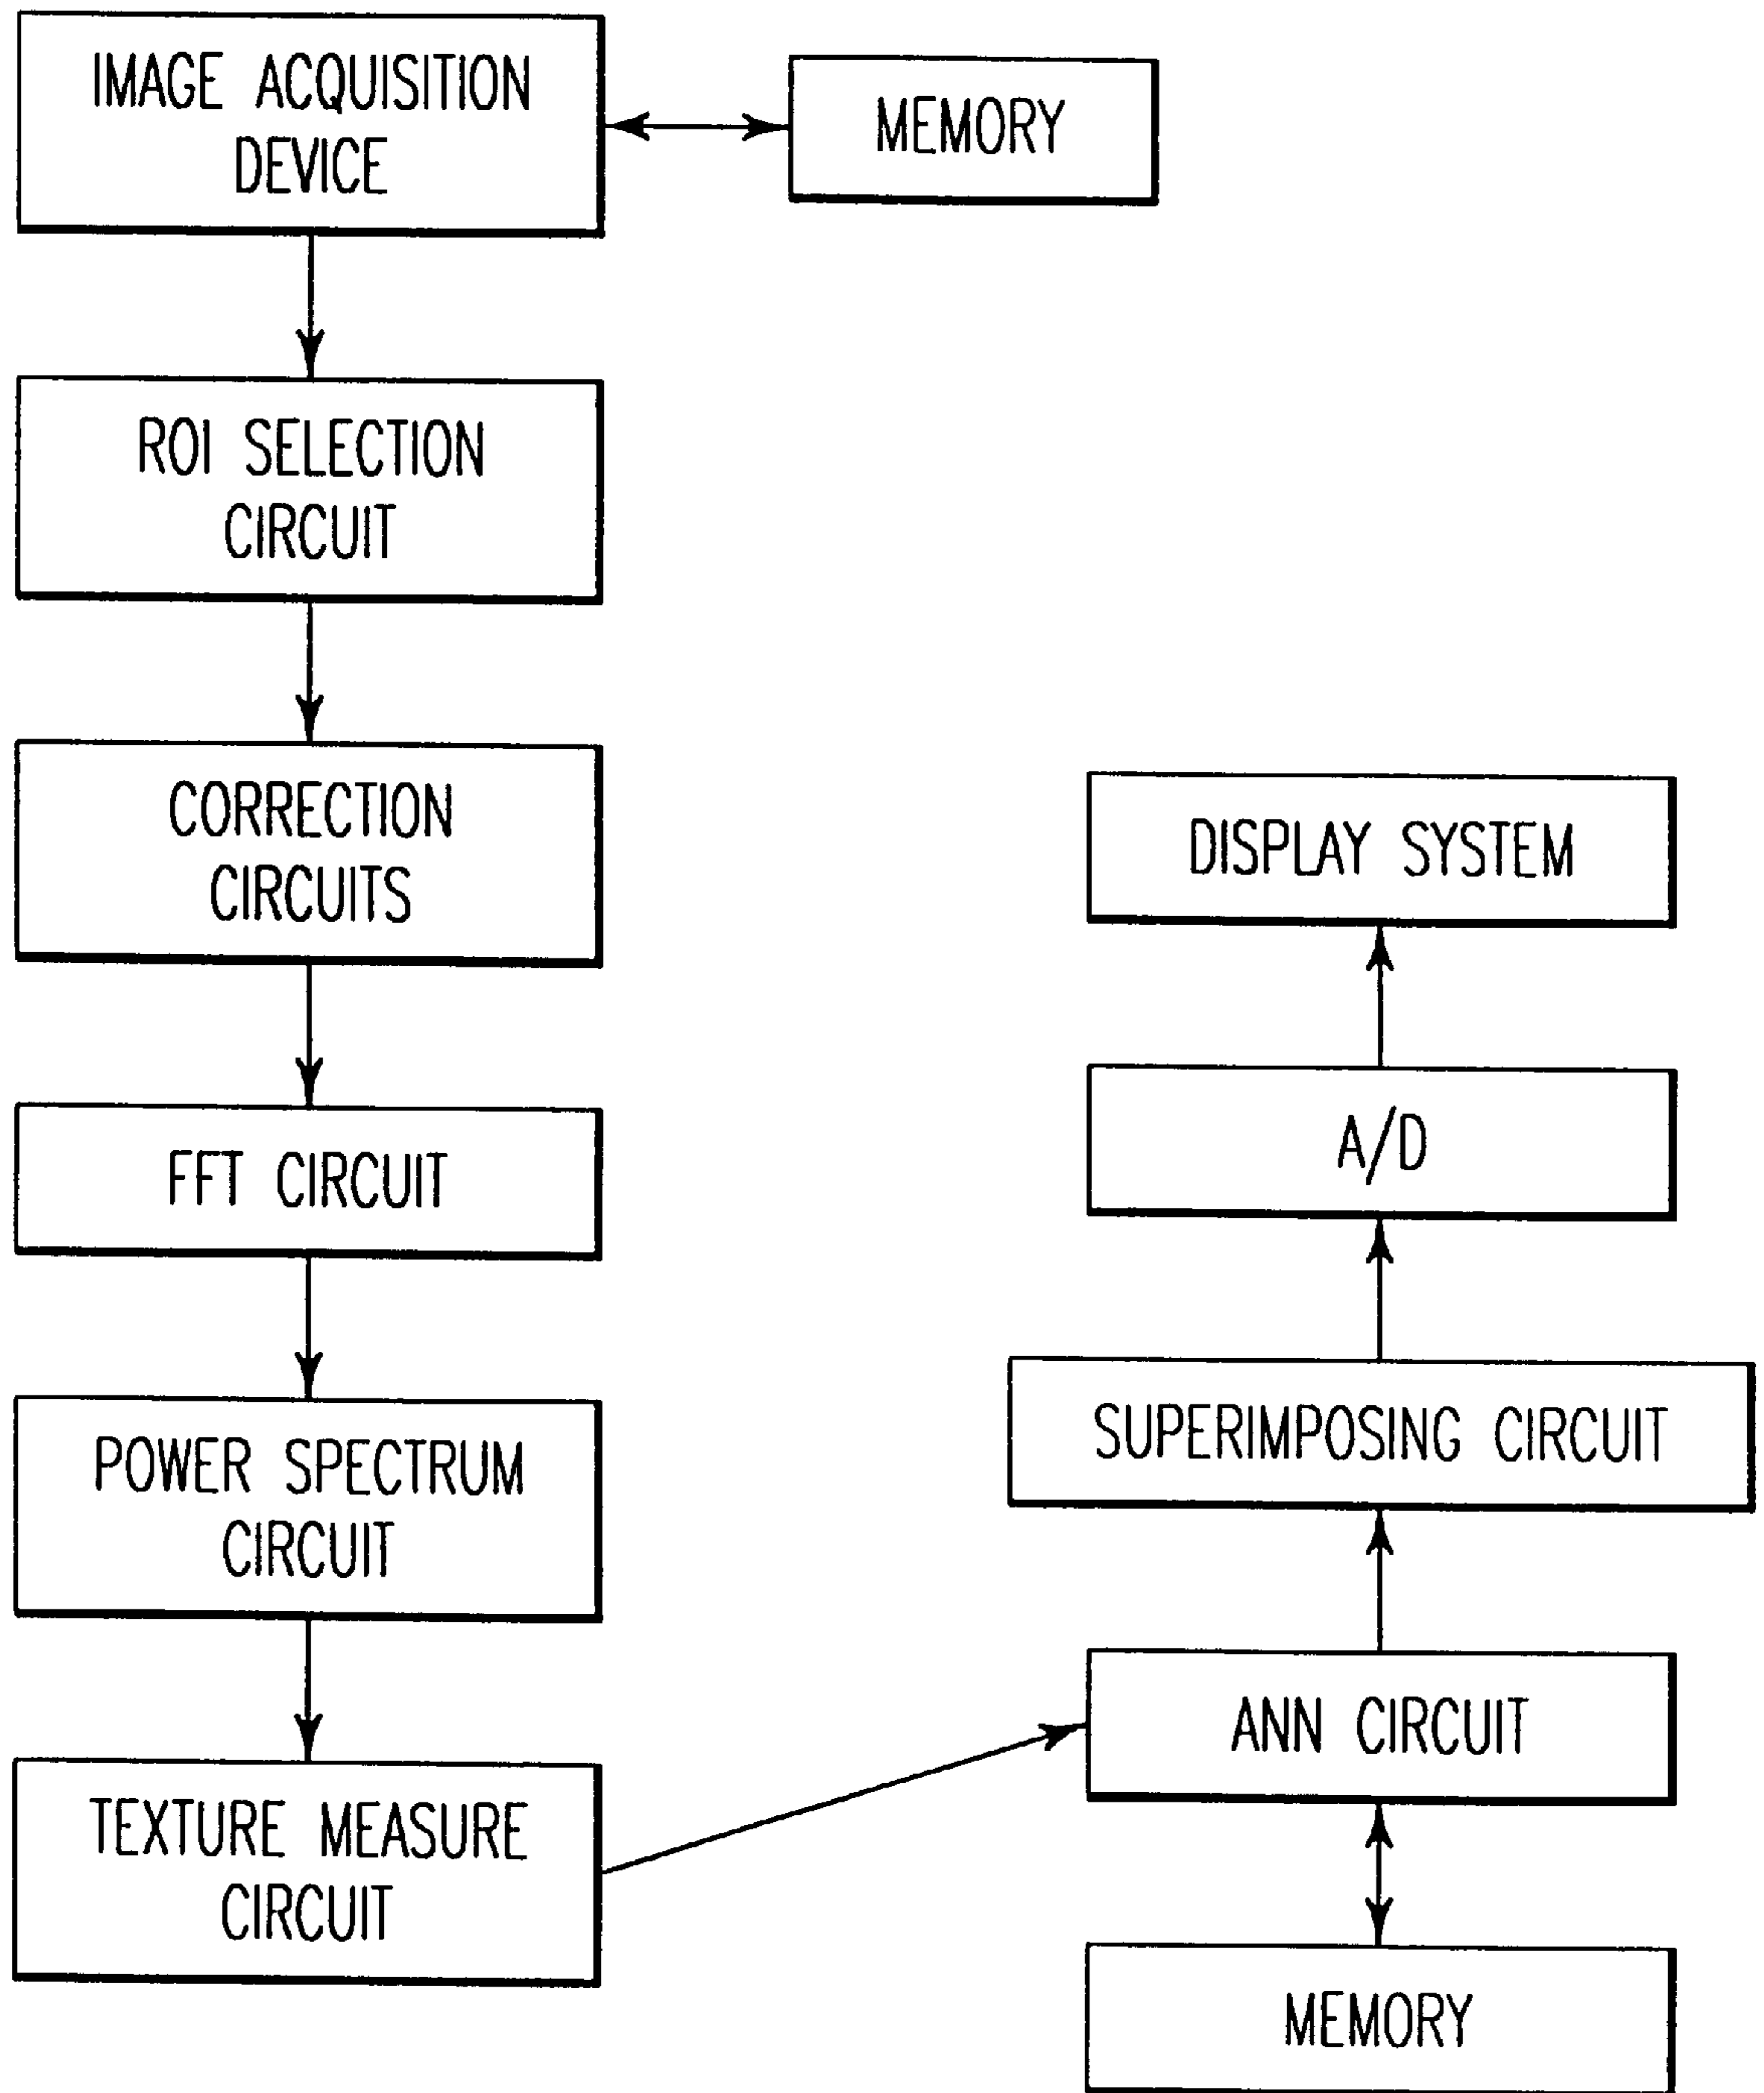 IMAGE ACQUISITION
DEVICE
MEMORY
ROI SELECTION
CIRCUIT
CORRECTION
CIRCUITS
FFT CIRCUIT
POWER SPECTRUM
CIRCUIT
TEXTURE MEASURE
CIRCUIT
DISPLAY SYSTEM
A/D
SUPERIMPOSING CIRCUIT
ANN CIRCUIT
MEMORY